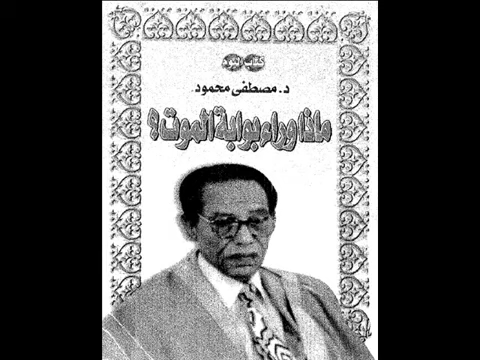 كتاب اليوم
د. مصطفى محمود
ماذا وراء بوابة الموت؟